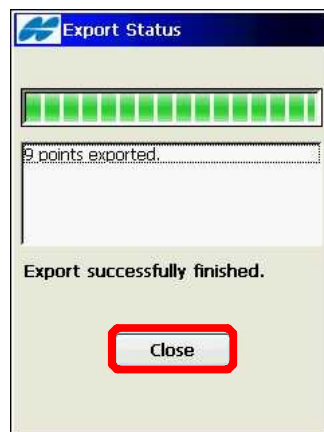 Export Status
9 points exported.
Export successfully finished.
Close